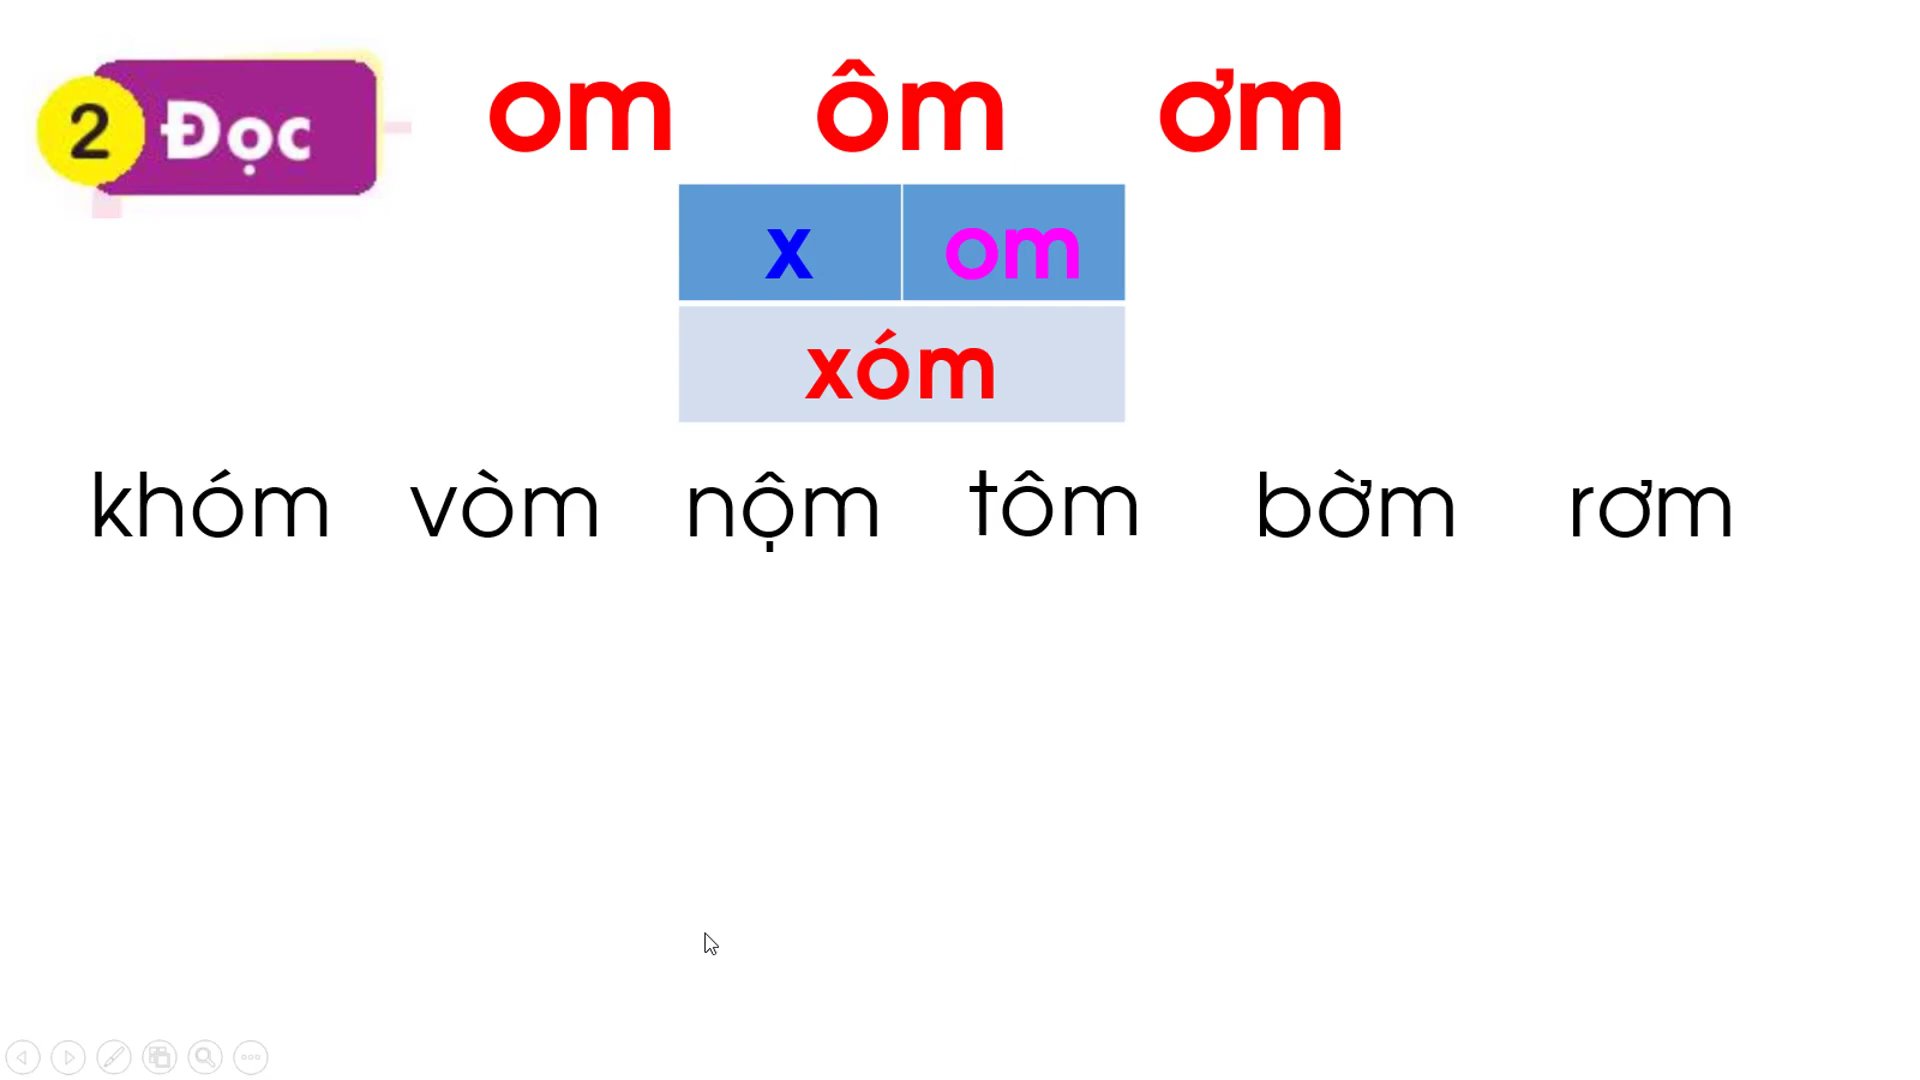 2 Đọc
om ôm ơm
x om
xóm
khóm vòm nộm tôm bờm rơm